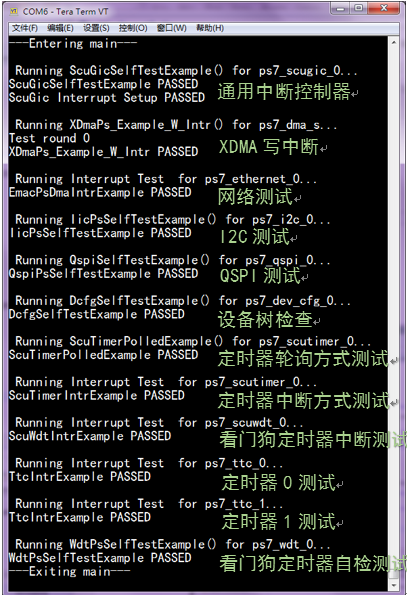 COM6 - Tera Term VT
文件(F) 编辑(E) 设置(S) 控制(O) 窗口(W) 帮助(H)
---Entering main---
Running ScuGicSelfTestExample() for ps7_scugic_0...
ScuGicSelfTestExample PASSED
ScuGic Interrupt Setup PASSED
通用中断控制器
Running XDmaPs_Example_W_Intr() for ps7_dma_s...
Test round 0
XDmaPs_Example_W_Intr PASSED
XDMA 写中断
Running Interrupt Test  for ps7_ethernet_0...
EmacPsDmaIntrExample PASSED
网络测试
Running IicPsSelfTestExample() for ps7_i2c_0...
IicPsSelfTestExample PASSED
I2C 测试
Running QspiSelfTestExample() for ps7_qspi_0...
QspiPsSelfTestExample PASSED
QSPI 测试
Running DcfgSelfTestExample() for ps7_dev_cfg_0...
DcfgSelfTestExample PASSED
设备树检查
Running ScuTimerPolledExample() for ps7_scutimer_0...
ScuTimerPolledExample PASSED
定时器轮询方式测试
Running Interrupt Test  for ps7_scutimer_0...
ScuTimerIntrExample PASSED
定时器中断方式测试
Running Interrupt Test  for ps7_scuwdt_0...
ScuWdtIntrExample PASSED
看门狗定时器中断测试
Running Interrupt Test  for ps7_ttc_0...
TtcIntrExample PASSED
定时器 0 测试
Running Interrupt Test  for ps7_ttc_1...
TtcIntrExample PASSED
定时器 1 测试
Running WdtPsSelfTestExample() for ps7_wdt_0...
WdtPsSelfTestExample PASSED
看门狗定时器自检测试
---Exiting main---